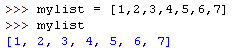 >>> mylist = [1,2,3,4,5,6,7]
>>> mylist
[1, 2, 3, 4, 5, 6, 7]